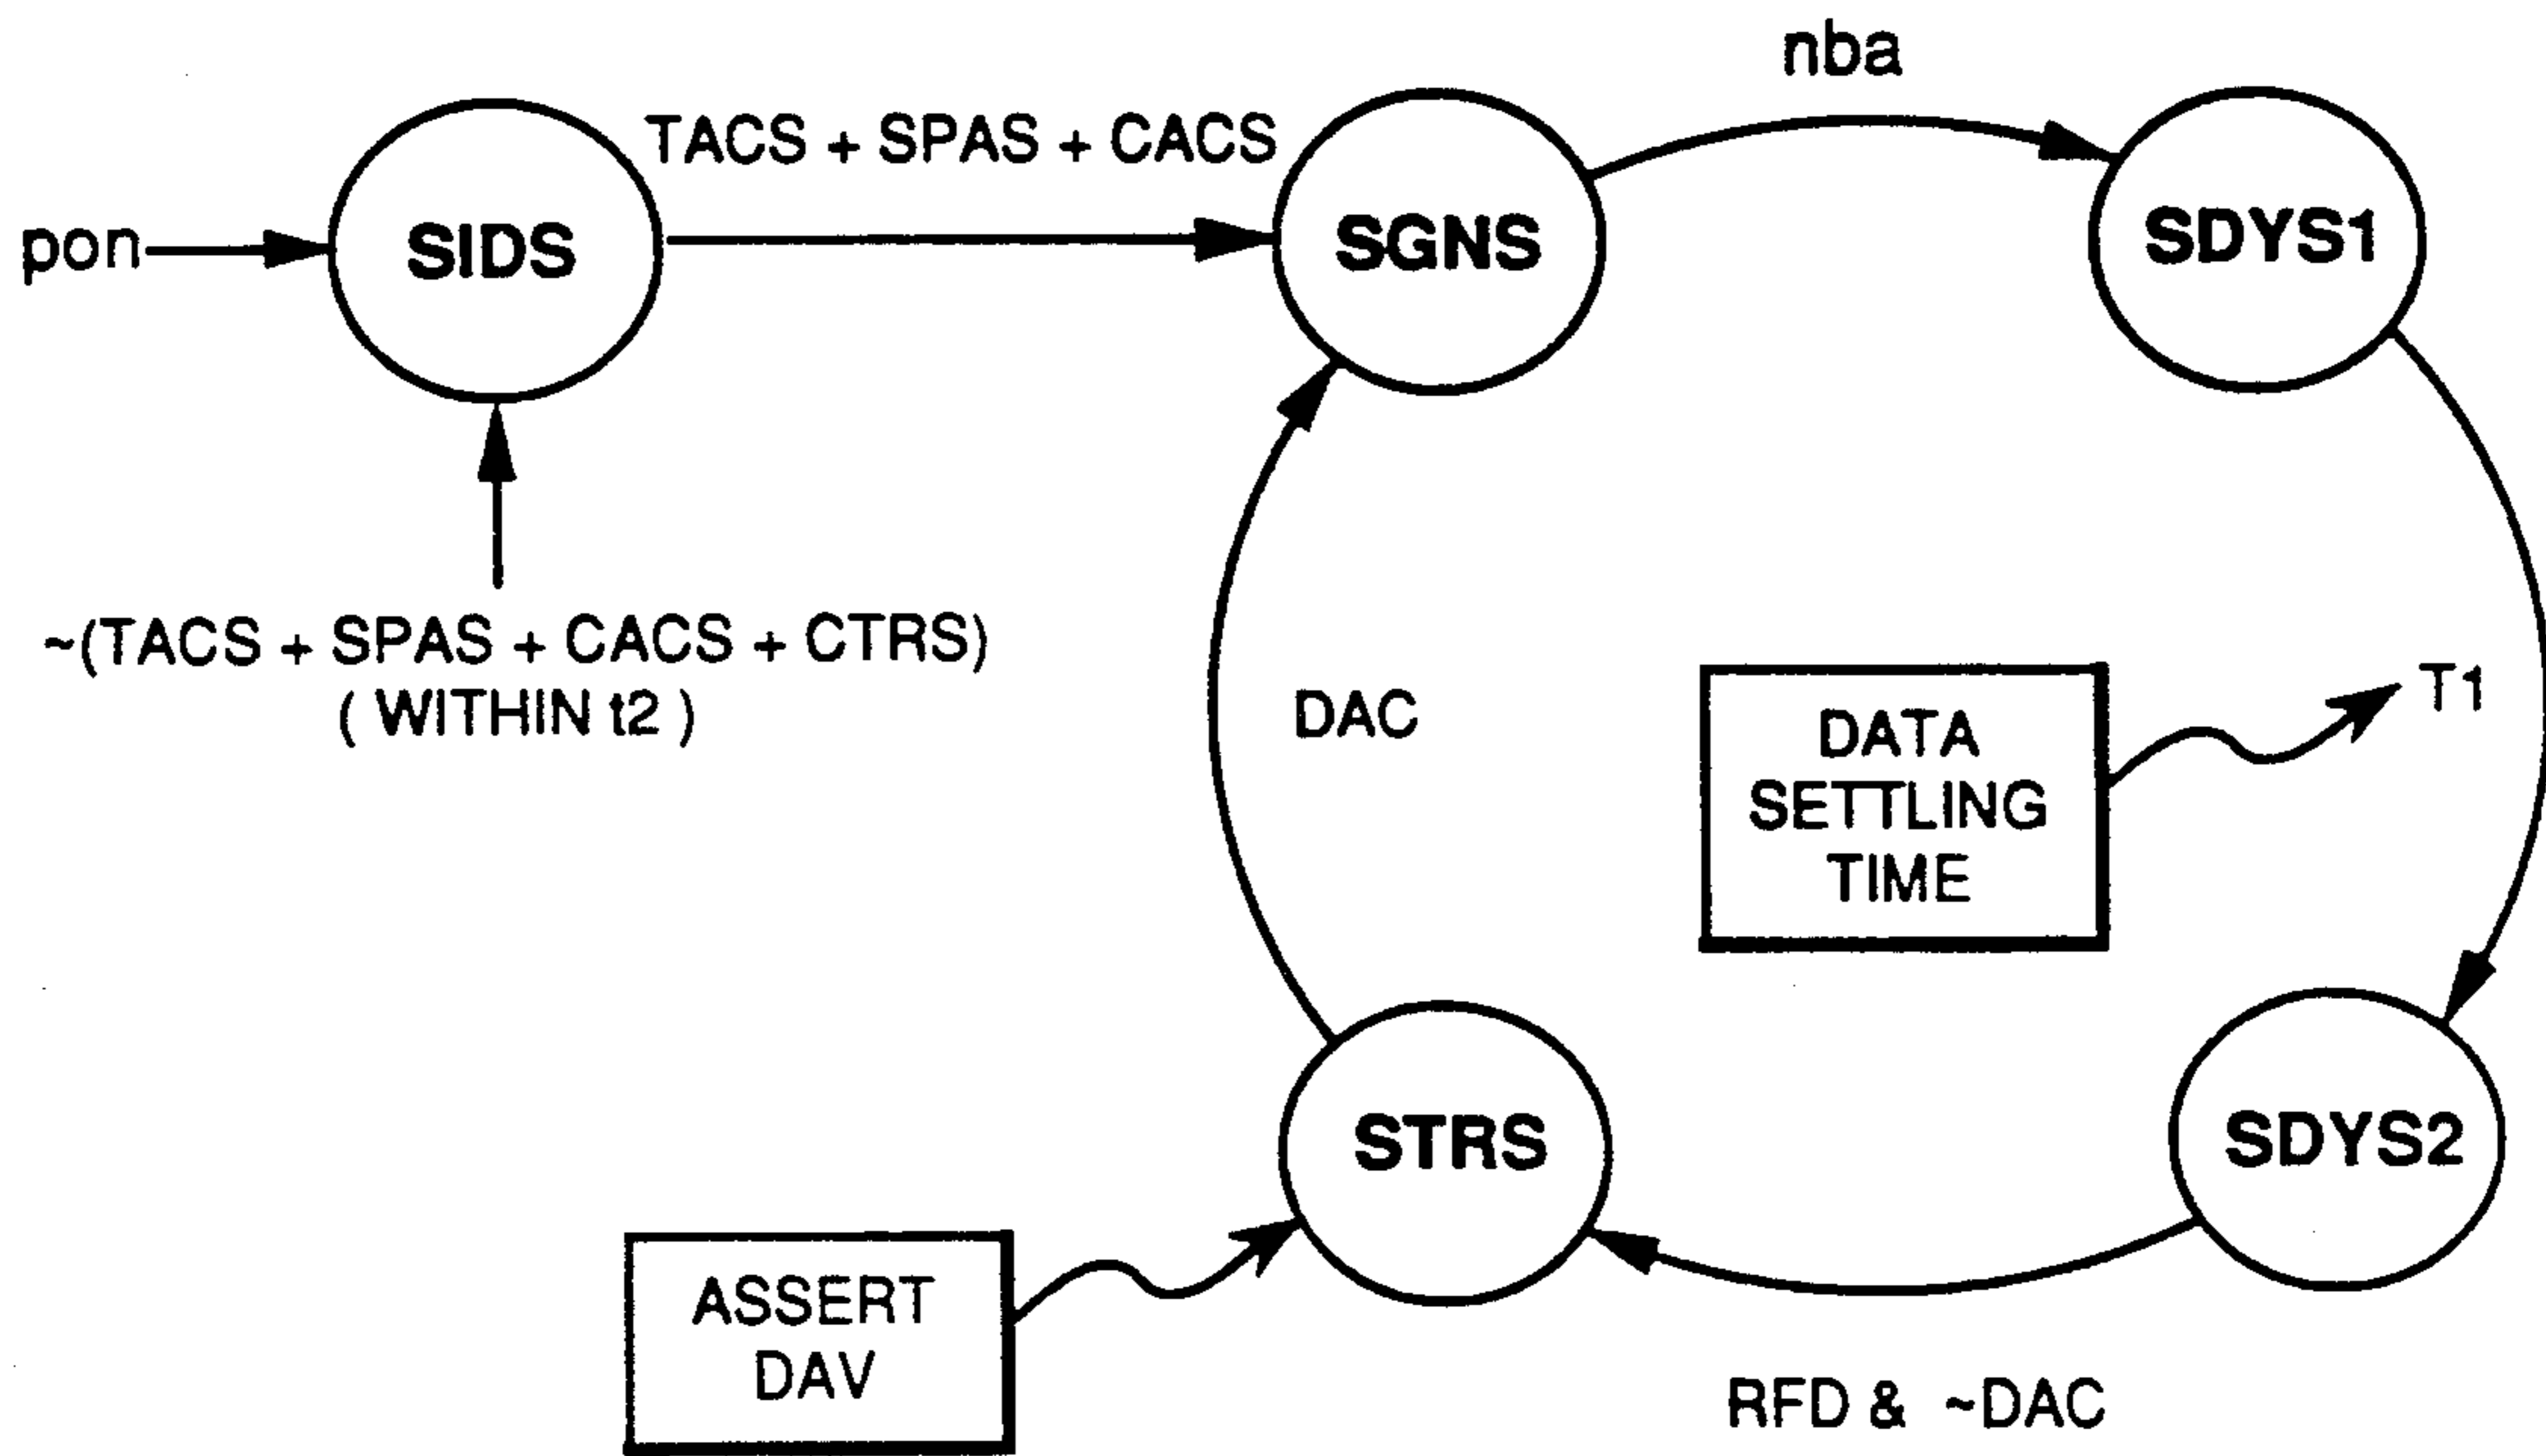 nba
TACS + SPAS + CACS
pon
SIDS
SGNS
SDYS1
~(TACS + SPAS + CACS + CTRS)
( WITHIN t2 )
DAC
DATA
SETTLING
TIME
T1
STRS
SDYS2
ASSERT
DAV
RFD & ~DAC